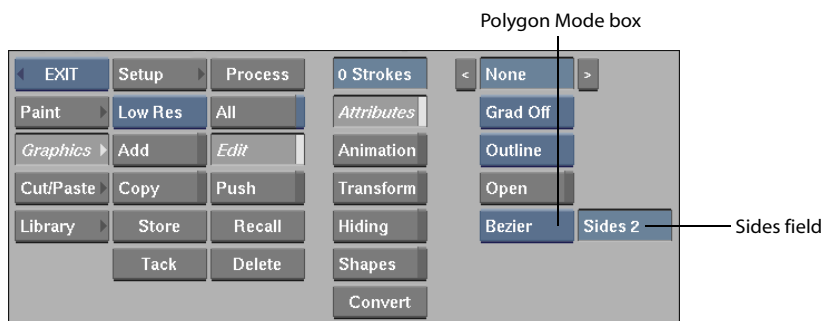 Polygon Mode box
EXIT Setup Process 0 Strokes < None >
Paint Low Res All Attributes Grad Off
Graphics Add Edit Animation Outline
Cut/Paste Copy Push Transform Open
Library Store Recall Hiding Bezier Sides 2 Sides field
Tack Delete Shapes
Convert